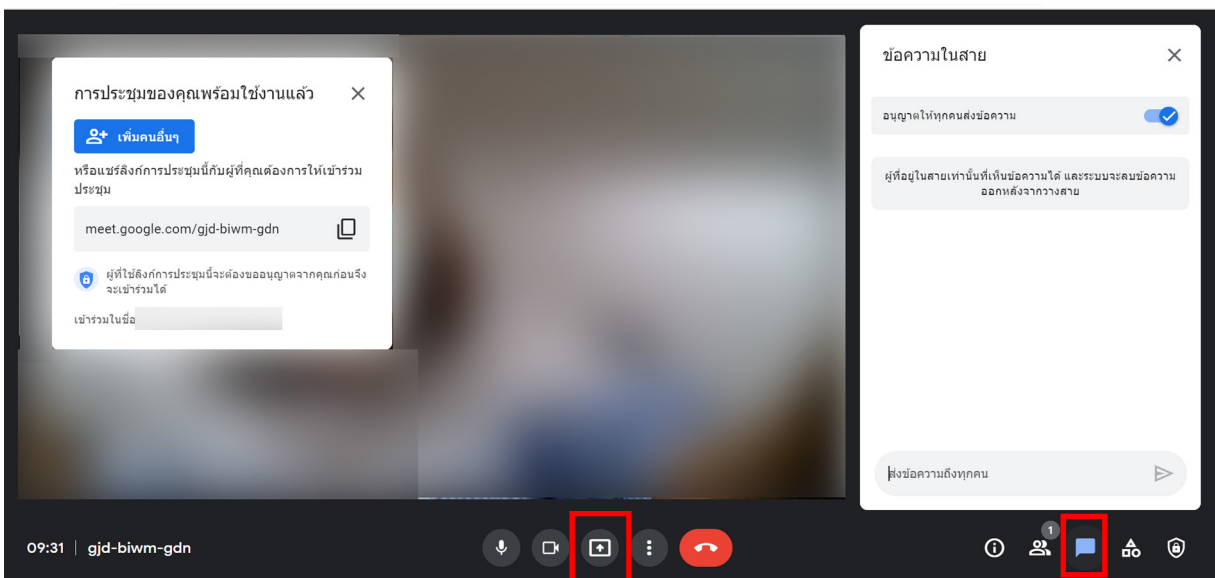 การประชุมของคุณพร้อมใช้งานแล้ว
เพิ่มคนอื่นๆ
หรือแชร์ลิงก์การประชุมนี้กับผู้ที่คุณต้องการให้เข้าร่วม
ประชุม
meet.google.com/gjd-biwm-gdn
ผู้ที่ใช้ลิงก์การประชุมนี้จะต้องขออนุญาตจากคุณก่อนจึง
จะเข้าร่วมได้
เข้าร่วมในชื่อ
ข้อความในสาย
อนุญาตให้ทุกคนส่งข้อความ
ผู้ที่อยู่ในสายเท่านั้นที่เห็นข้อความได้ และระบบจะลบข้อความ
ออกหลังจากวางสาย
ส่งข้อความถึงทุกคน
09:31 | gjd-biwm-gdn
1